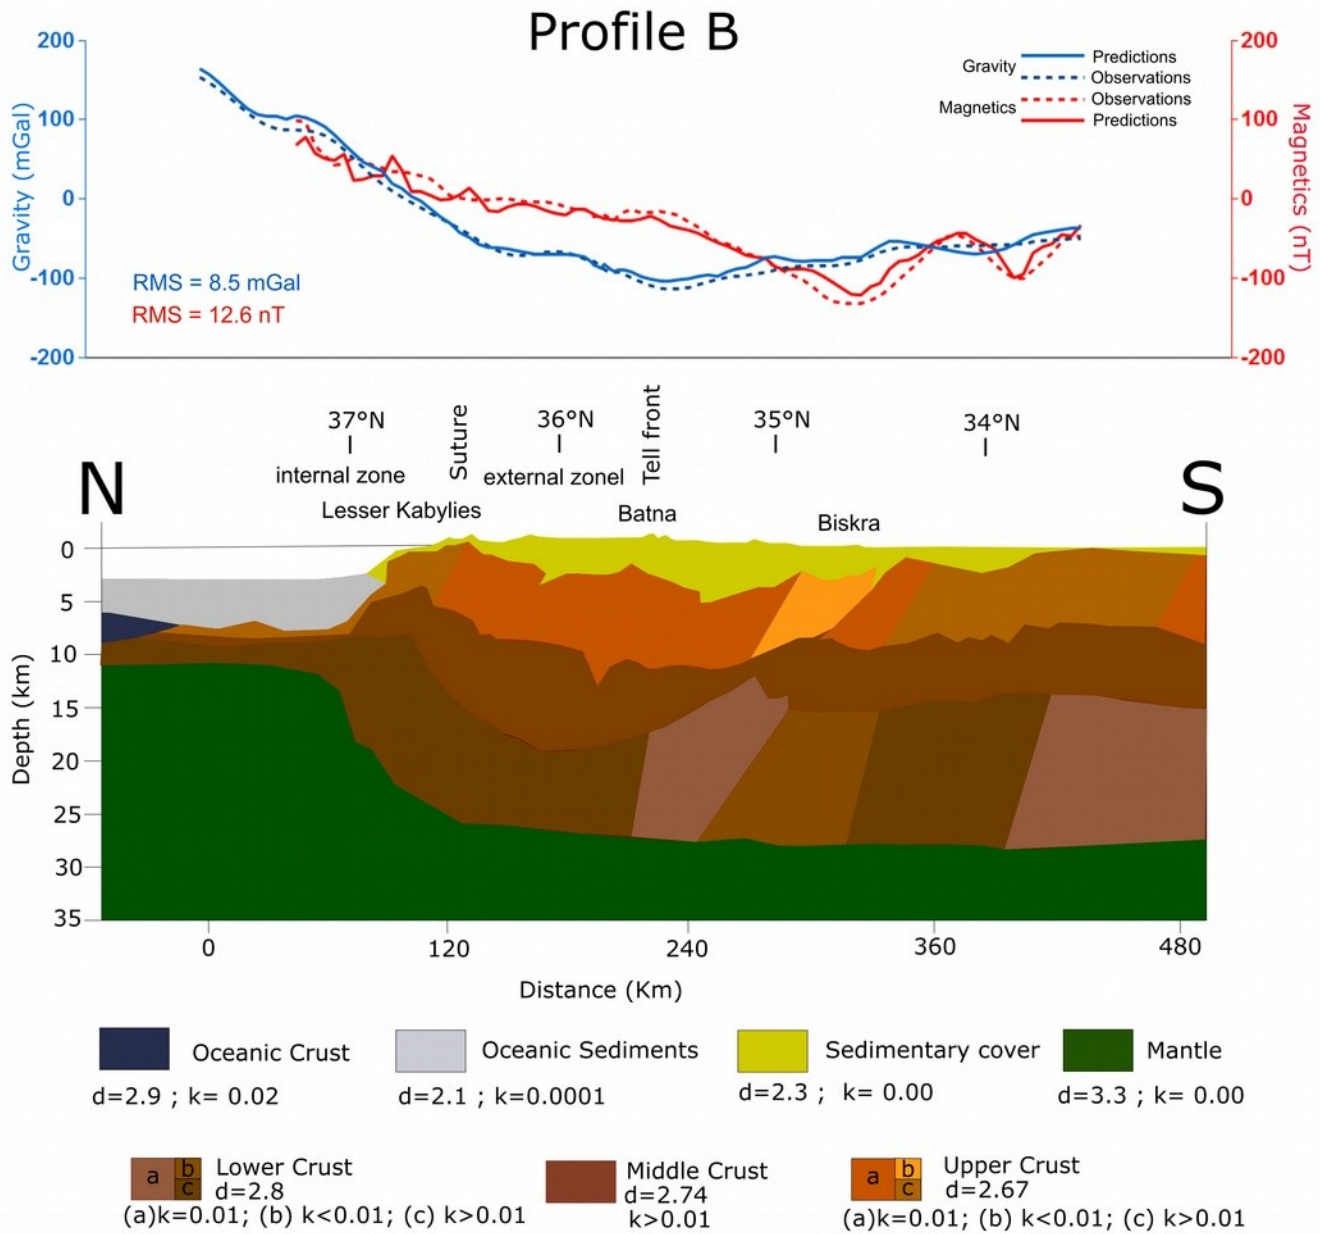 Profile B
200
100
0
-100
-200
Gravity (mGal)
200
100
0
-100
-200
Magnetics (nT)
Gravity
Predictions
Observations
Magnetics
Observations
Predictions
RMS = 8.5 mGal
RMS = 12.6 nT
37°N
Suture
36°N
Tell front
35°N
34°N
internal zone
external zonel
N
S
Lesser Kabylies
Batna
Biskra
0
5
10
15
20
25
30
35
Depth (km)
0
120
240
360
480
Distance (Km)
Oceanic Crust
d=2.9 ; k= 0.02
Oceanic Sediments
d=2.1 ; k=0.0001
Sedimentary cover
d=2.3 ; k= 0.00
Mantle
d=3.3 ; k= 0.00
a
b
c
Lower Crust
d=2.8
(a)k=0.01; (b) k<0.01; (c) k>0.01
Middle Crust
d=2.74
k>0.01
a
b
c
Upper Crust
d=2.67
(a)k=0.01; (b) k<0.01; (c) k>0.01